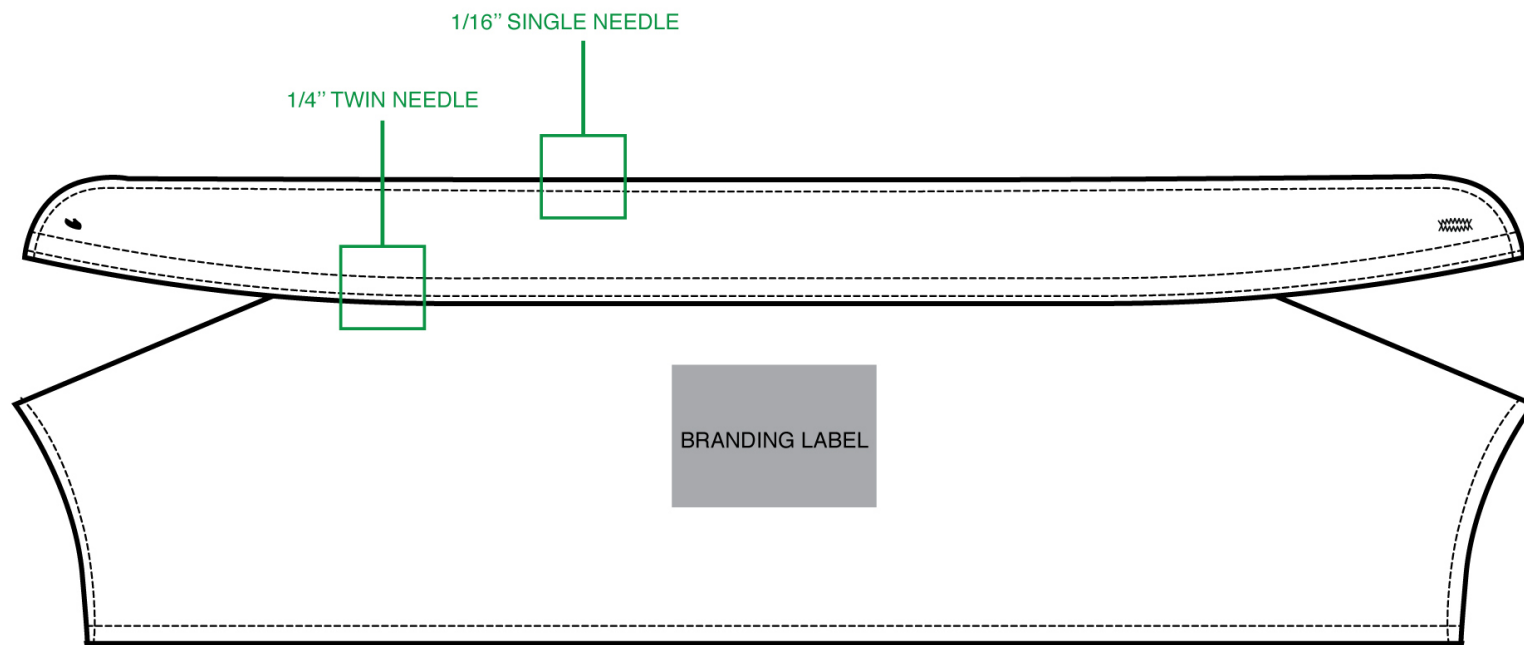 1/16’’ SINGLE NEEDLE
1/4’’ TWIN NEEDLE
BRANDING LABEL